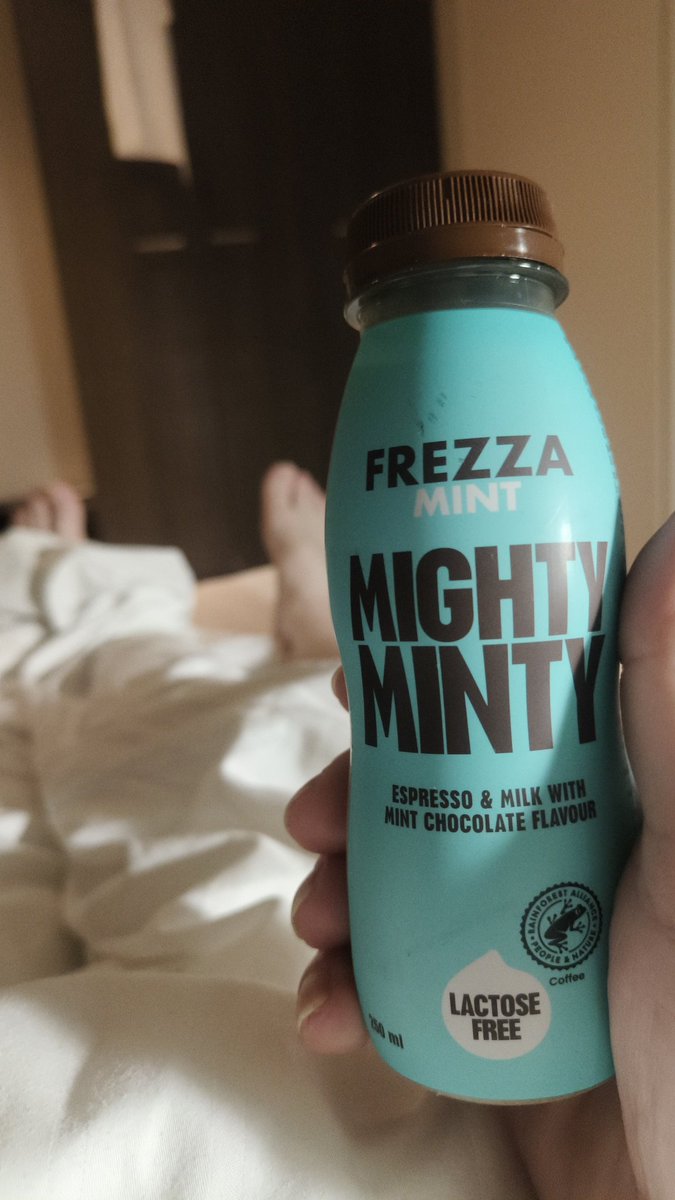 FREZZA
MINT
MIGHTY
MINTY
ESPRESSO & MILK WITH
MINT CHOCOLATE FLAVOUR
RAINFOREST ALLIANCE
PEOPLE & NATURE
Coffee
LACTOSE
FREE
250 ml